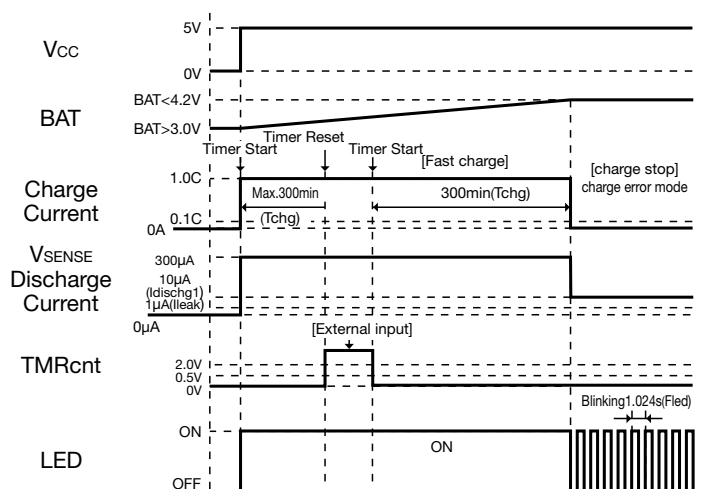 5V
VCC
0V
BAT<4.2V
BAT
BAT>3.0V
Timer Reset
Timer Start
Timer Start
[Fast charge]
[charge stop]
charge error mode
1.0C
Charge
Current
Max.300min
(Tchg)
300min(Tchg)
0.1C
0A
VSENSE
Discharge
Current
300µA
10µA
(Idischg1)
1µA(Ileak)
0µA
[External input]
TMRcnt
2.0V
0.5V
0V
Blinking1.024s(Fled)
ON
ON
LED
OFF